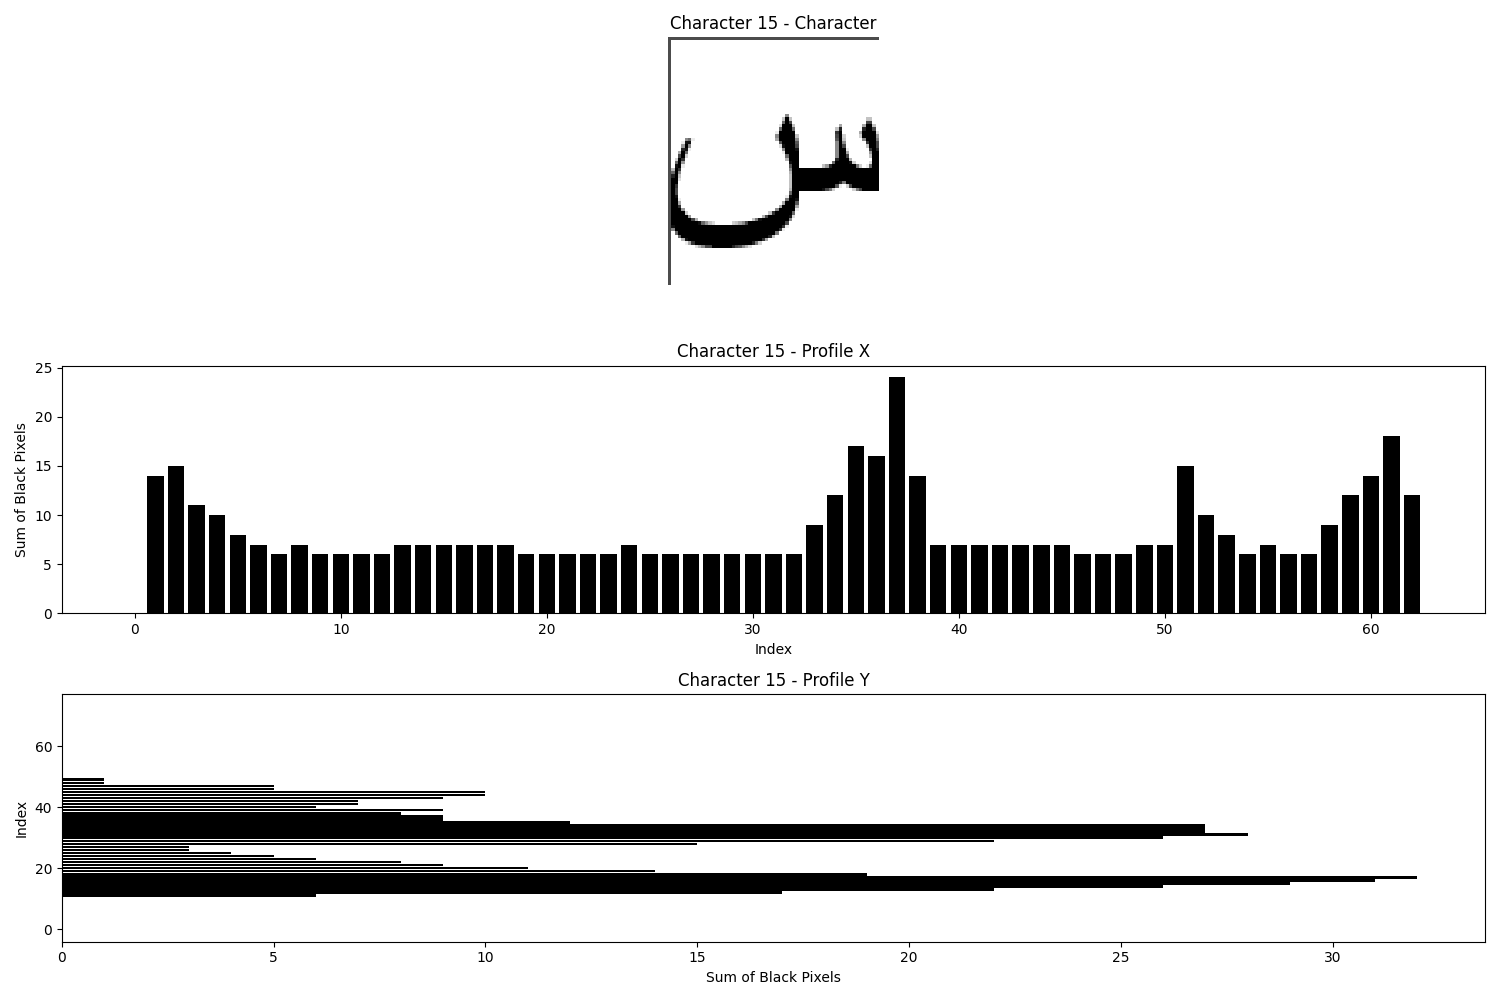 Character 15 - Character
س
Character 15 - Profile X
25
20
15
10
5
0
Sum of Black Pixels
0 10 20 30 40 50 60
Index
Character 15 - Profile Y
60
40
20
0
Index
0 5 10 15 20 25 30
Sum of Black Pixels